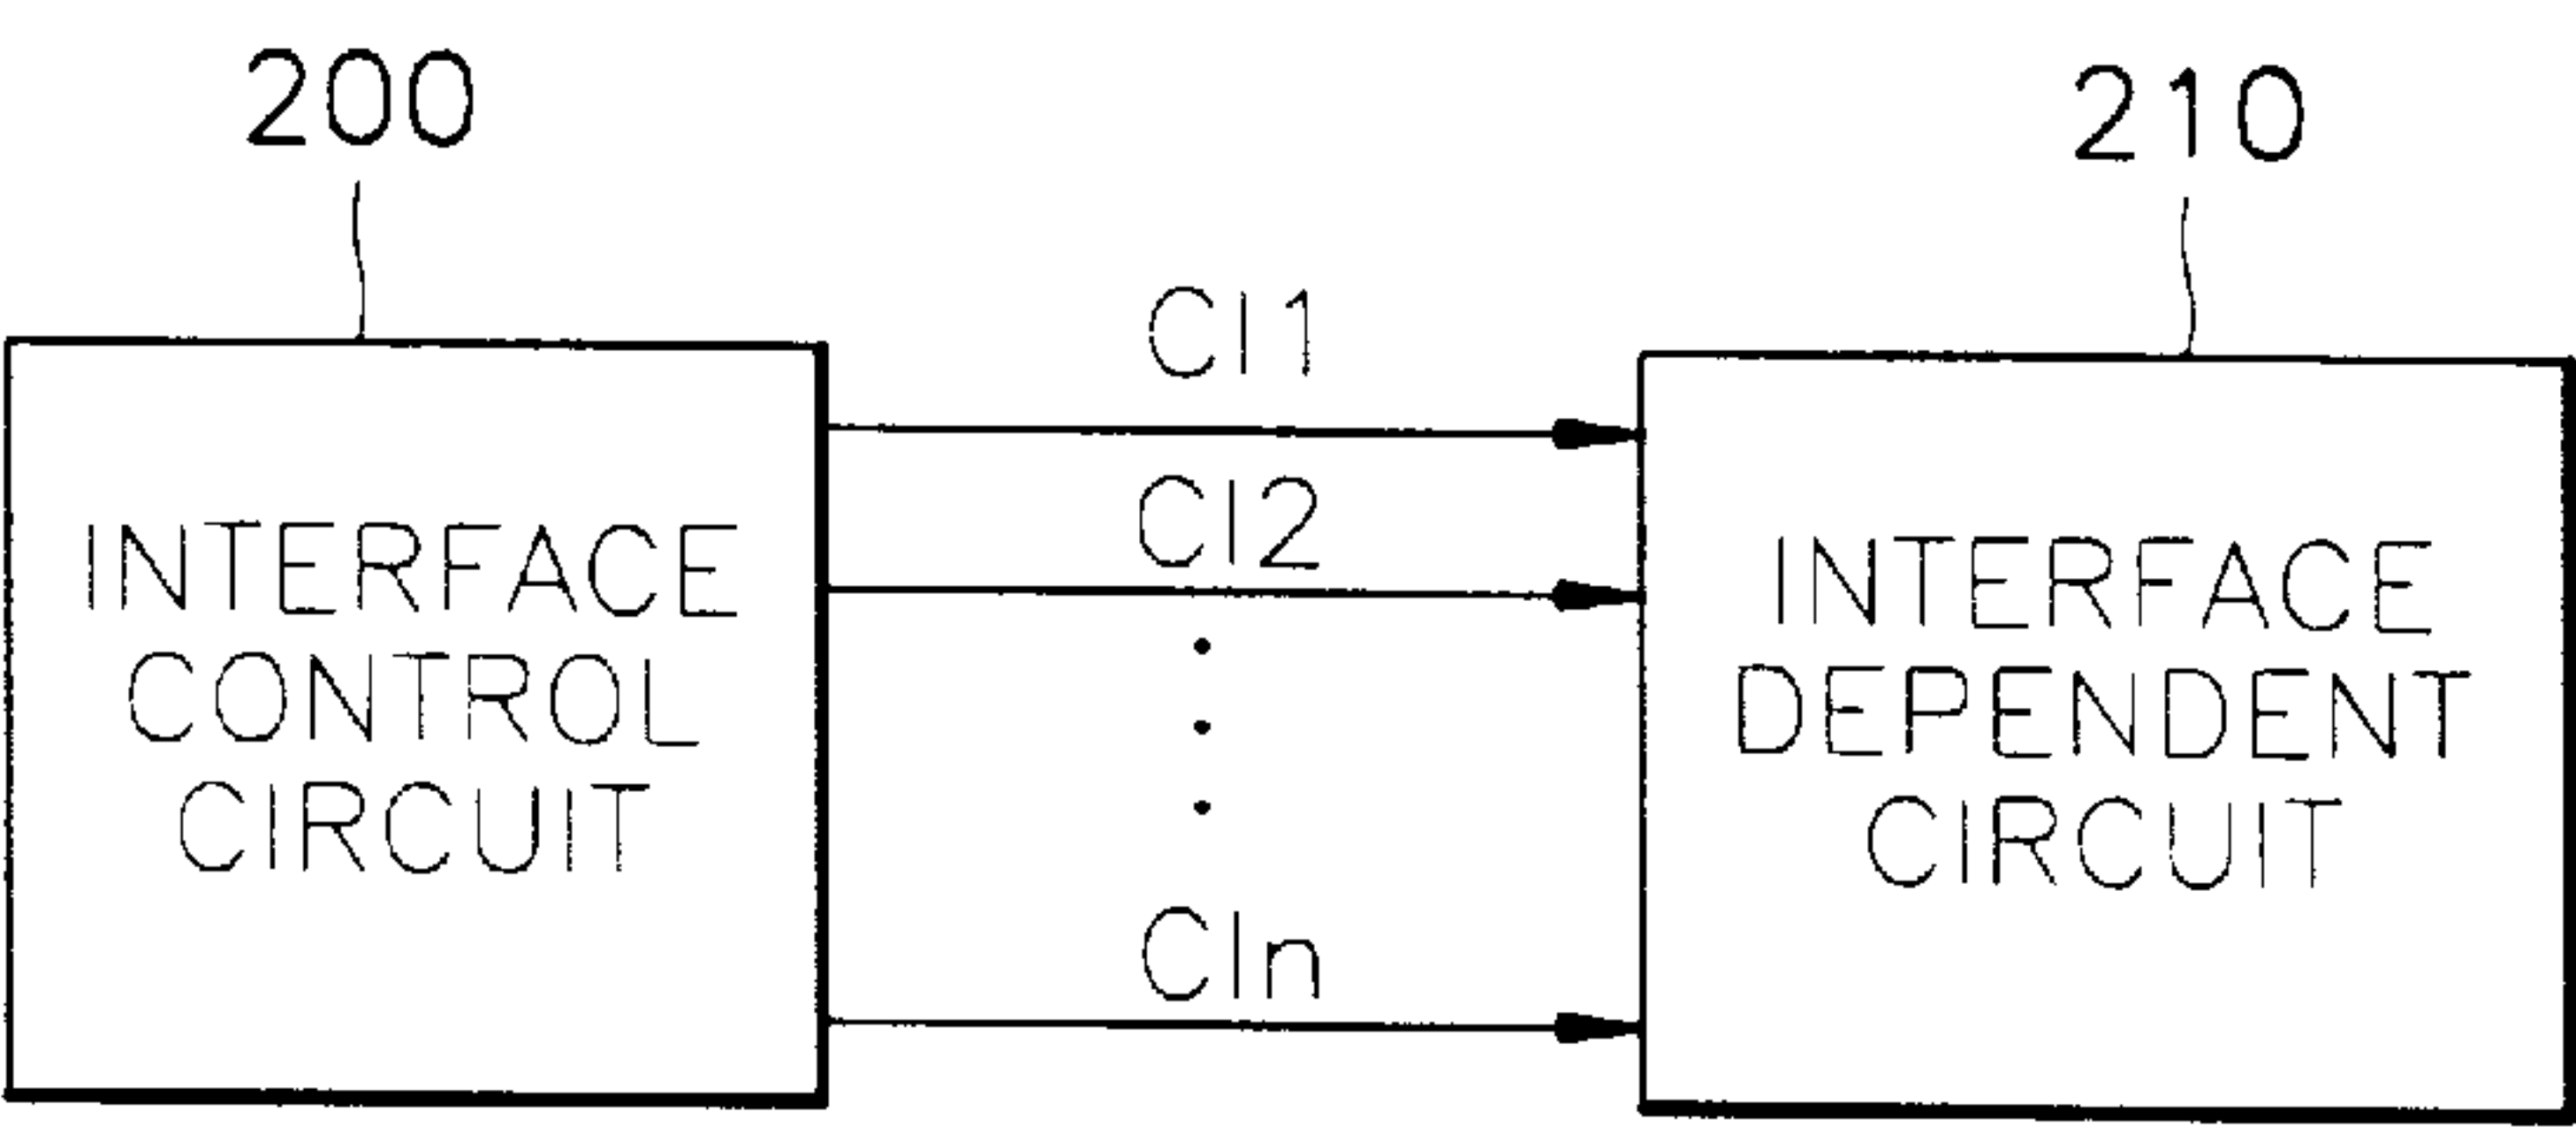 200
210
CI1
CI2
CIn
INTERFACE
CONTROL
CIRCUIT
INTERFACE
DEPENDENT
CIRCUIT